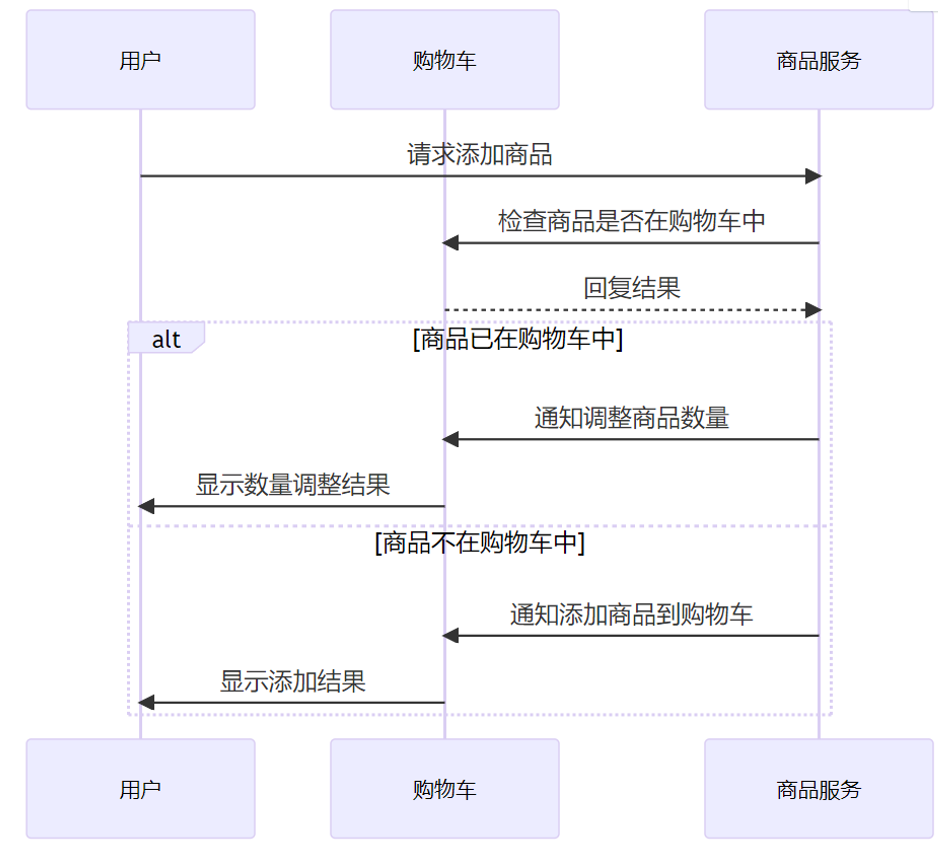 用户
购物车
商品服务
请求添加商品
检查商品是否在购物车中
回复结果
alt
[商品已在购物车中]
通知调整商品数量
显示数量调整结果
[商品不在购物车中]
通知添加商品到购物车
显示添加结果
用户
购物车
商品服务